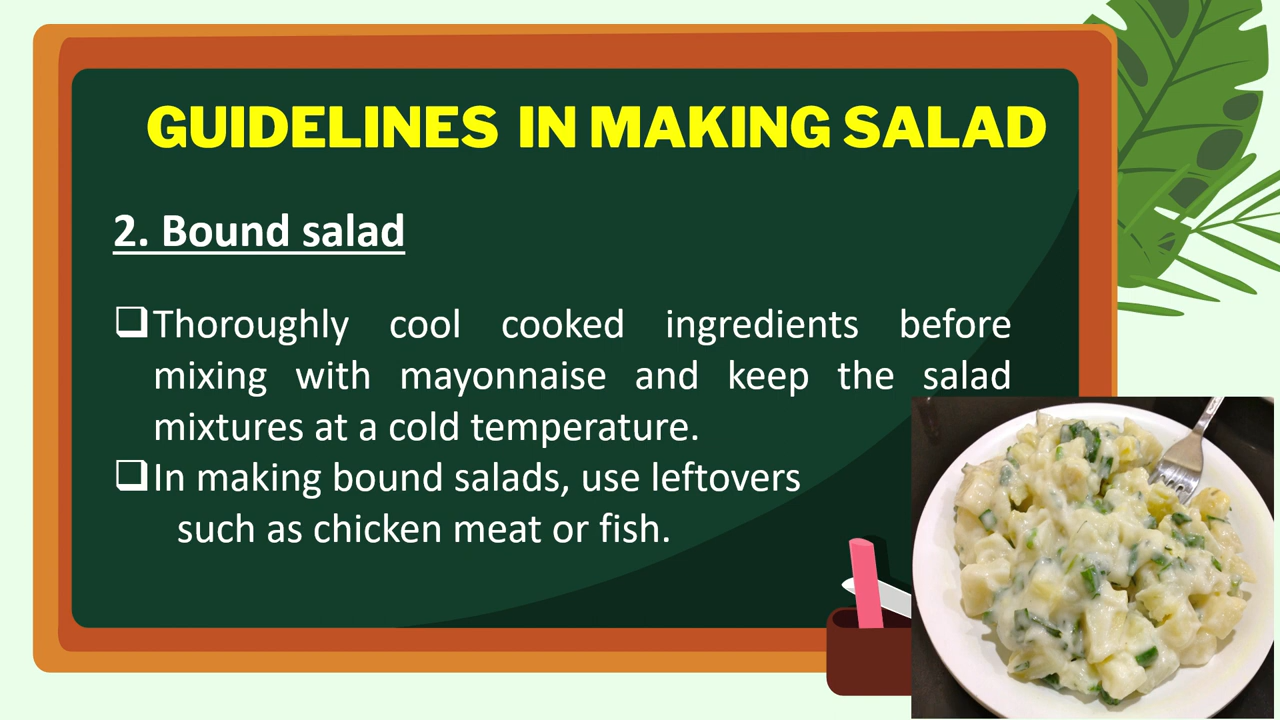 GUIDELINES IN MAKING SALAD
2. Bound salad
❑Thoroughly cool cooked ingredients before
mixing with mayonnaise and keep the salad
mixtures at a cold temperature.
❑In making bound salads, use leftovers
such as chicken meat or fish.